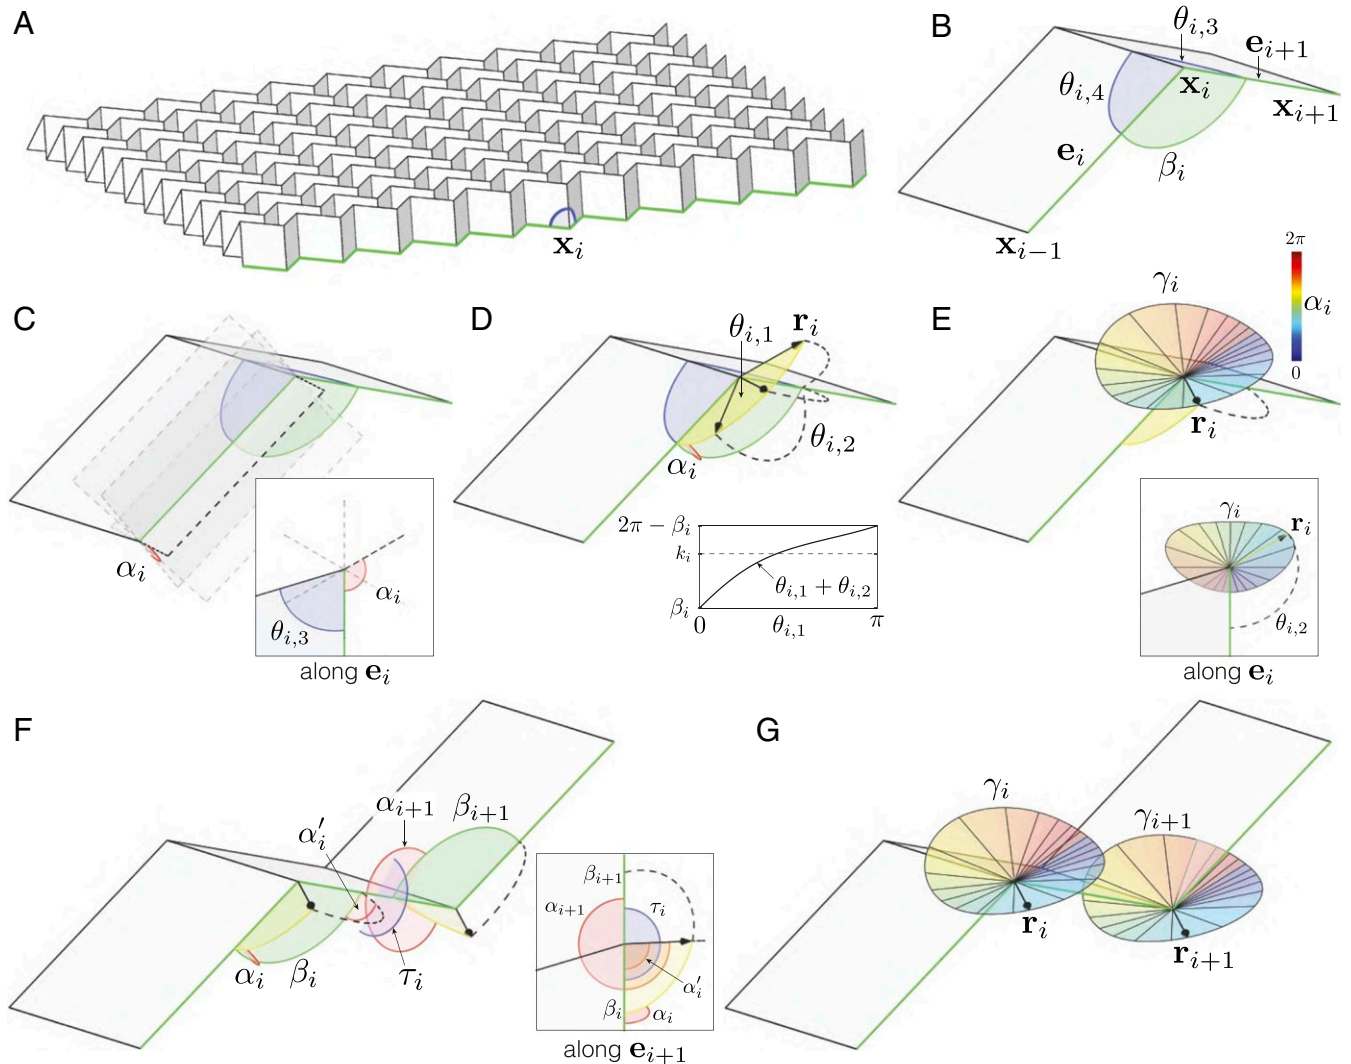 A
x_i
B
θ_{i,3}
e_{i+1}
θ_{i,4}
x_i
x_{i+1}
e_i
β_i
x_{i−1}
C
α_i
θ_{i,3}
α_i
along e_i
D
θ_{i,1}
r_i
θ_{i,2}
α_i
2π − β_i
k_i
θ_{i,1} + θ_{i,2}
β_i
0
θ_{i,1}
π
E
γ_i
2π
α_i
0
r_i
γ_i
r_i
θ_{i,2}
along e_i
F
α_{i+1}
β_{i+1}
α′_i
α_i
β_i
τ_i
β_{i+1}
α_{i+1}
τ_i
α′_i
β_i
α_i
along e_{i+1}
G
γ_i
γ_{i+1}
r_i
r_{i+1}